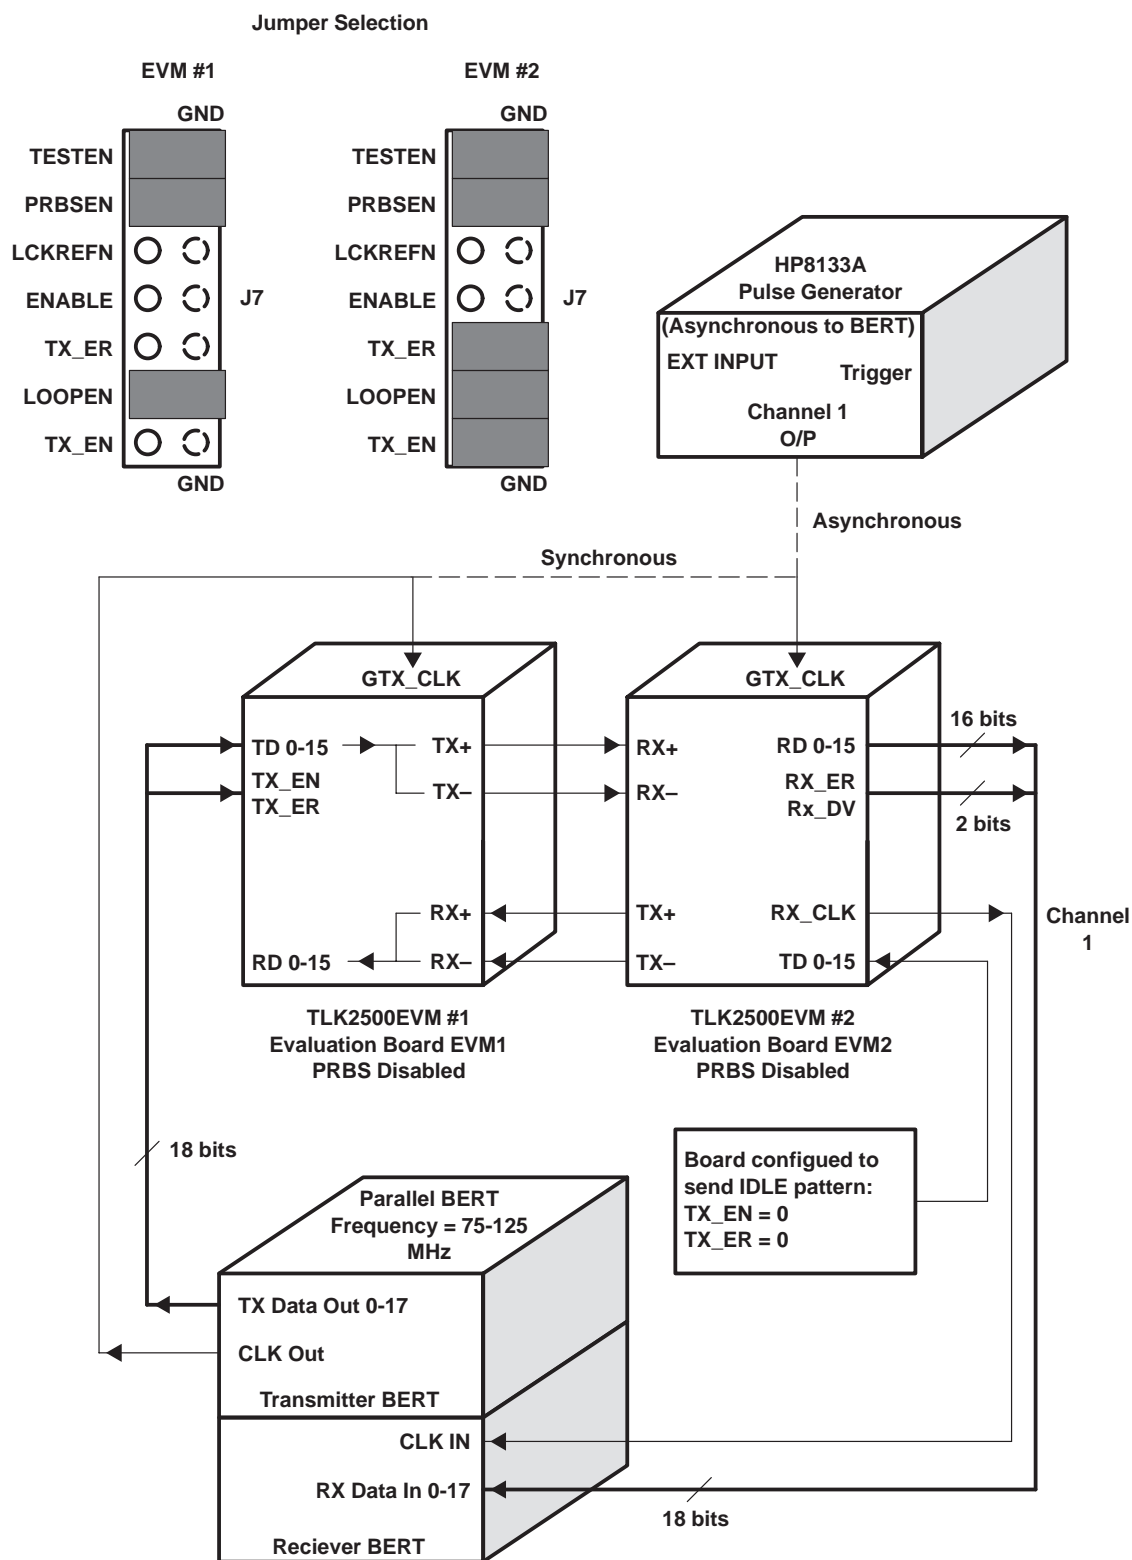 Jumper Selection
EVM #1
GND
TESTEN
PRBSEN
LCKREFN
ENABLE
TX_ER
LOOPEN
TX_EN
J7
GND
EVM #2
GND
TESTEN
PRBSEN
LCKREFN
ENABLE
TX_ER
LOOPEN
TX_EN
J7
GND
HP8133A
Pulse Generator
(Asynchronous to BERT)
EXT INPUT
Trigger
Channel 1
O/P
Asynchronous
Synchronous
GTX_CLK
TD 0-15
TX_EN
TX_ER
TX+
TX–
RX+
RX–
RD 0-15
TLK2500EVM #1
Evaluation Board EVM1
PRBS Disabled
GTX_CLK
RX+
RX–
RD 0-15
RX_ER
Rx_DV
TX+
TX–
RX_CLK
TD 0-15
TLK2500EVM #2
Evaluation Board EVM2
PRBS Disabled
16 bits
2 bits
Channel
1
18 bits
Board configued to
send IDLE pattern:
TX_EN = 0
TX_ER = 0
Parallel BERT
Frequency = 75-125
MHz
TX Data Out 0-17
CLK Out
Transmitter BERT
CLK IN
RX Data In 0-17
Reciever BERT
18 bits